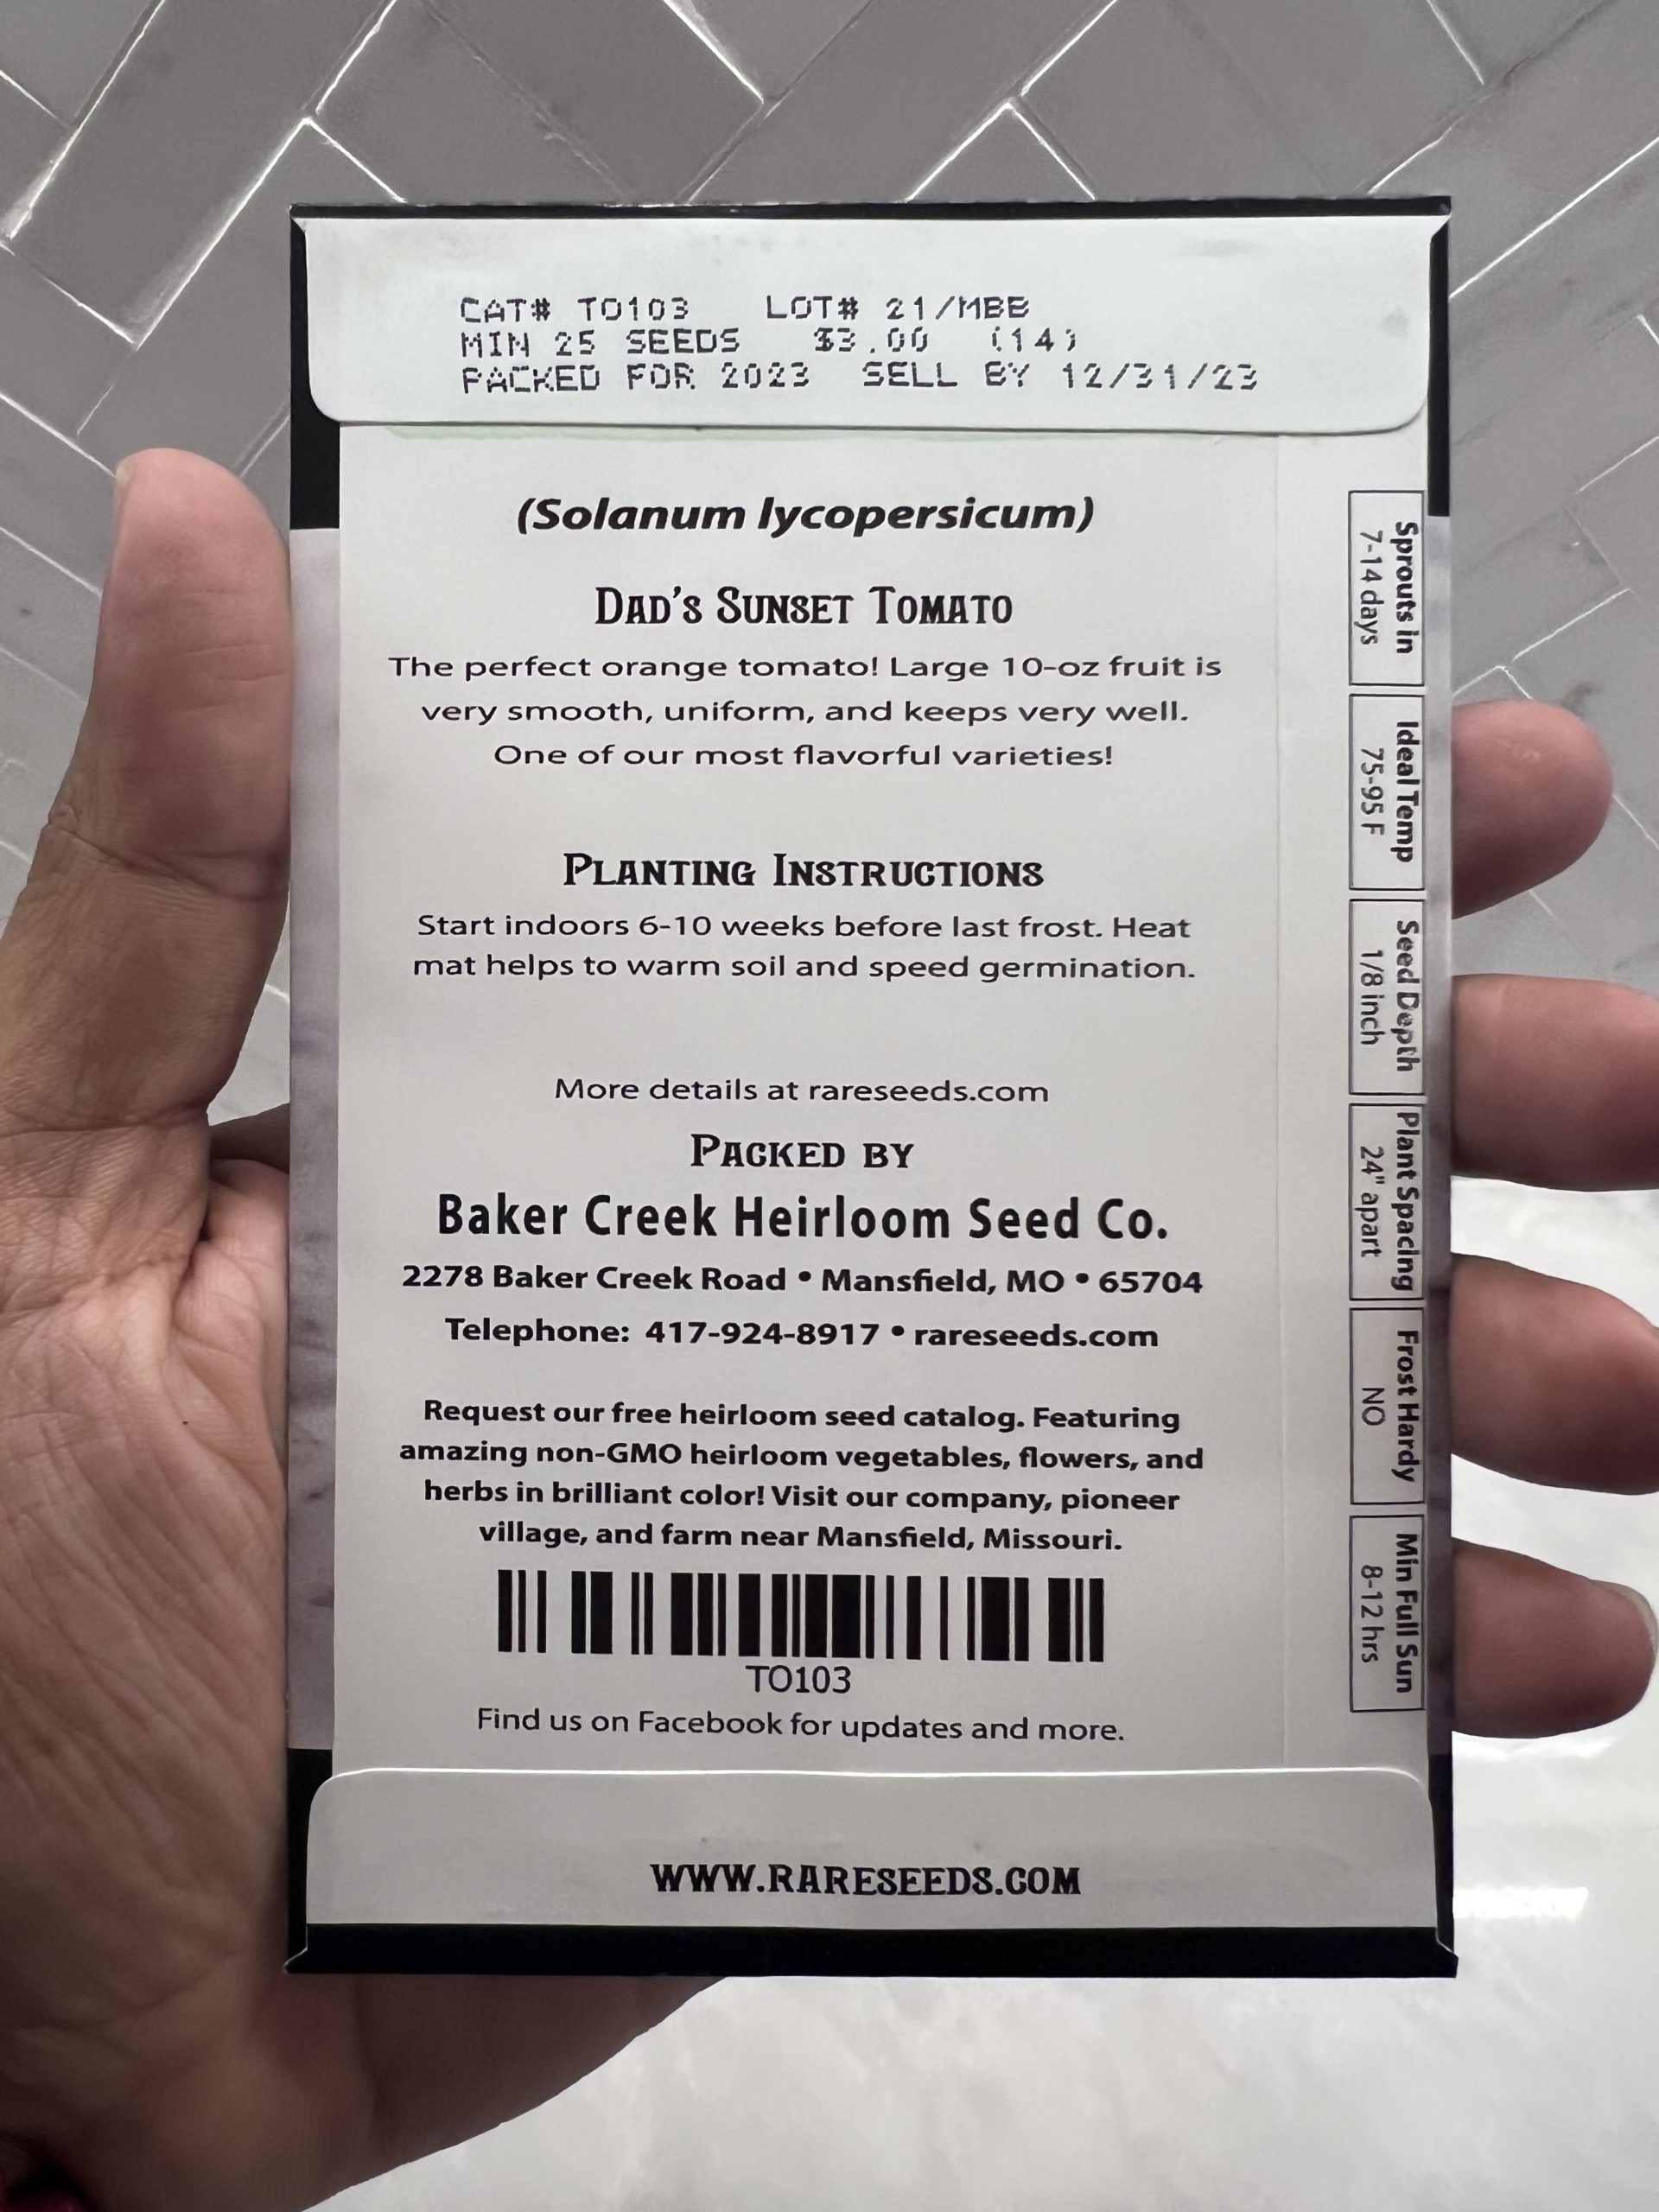 CAT# TO103 LOT# 21/MBB
MIN 25 SEEDS $3.00 (14)
PACKED FOR 2023 SELL BY 12/31/23
(Solanum lycopersicum)
Dad's Sunset Tomato
The perfect orange tomato! Large 10-oz fruit is
very smooth, uniform, and keeps very well.
One of our most flavorful varieties!
Planting Instructions
Start indoors 6-10 weeks before last frost. Heat
mat helps to warm soil and speed germination.
More details at rareseeds.com
Packed by
Baker Creek Heirloom Seed Co.
2278 Baker Creek Road • Mansfield, MO • 65704
Telephone: 417-924-8917 • rareseeds.com
Request our free heirloom seed catalog. Featuring
amazing non-GMO heirloom vegetables, flowers, and
herbs in brilliant color! Visit our company, pioneer
village, and farm near Mansfield, Missouri.
TO103
Find us on Facebook for updates and more.
www.rareseeds.com
Sprouts in
7-14 days
Ideal Temp
75-95 F
Seed Depth
1/8 inch
Plant Spacing
24" apart
Frost Hardy
NO
Min Full Sun
8-12 hrs